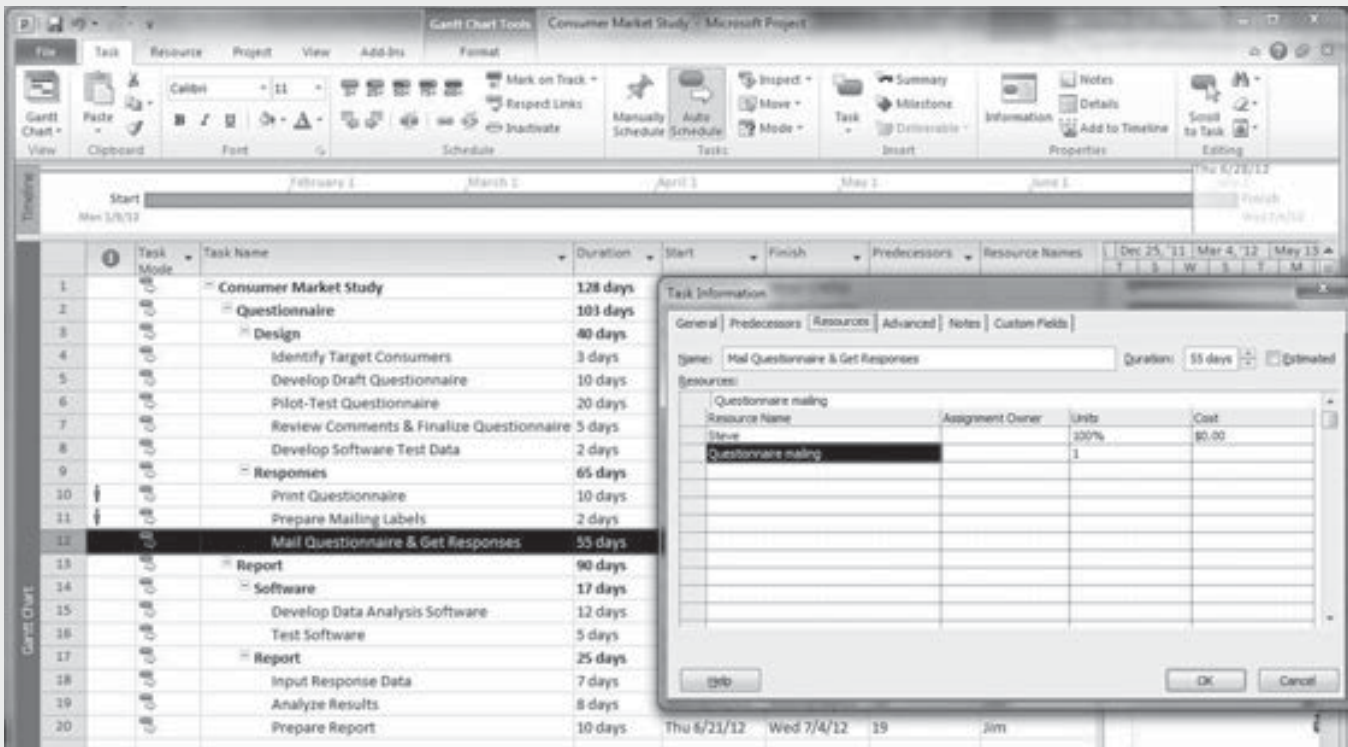 Gantt Chart Tools
Consumer Market Study - Microsoft Project
File Task Resource Project View Add-Ins Format
Gantt Chart
View
Paste
Clipboard
Calibri 11
B I U A
Font
Mark on Track
Respect Links
Inactivate
Schedule
Manually Schedule
Auto Schedule
Inspect
Move
Mode
Tasks
Task
Summary
Milestone
Deliverable
Insert
Information
Notes
Details
Add to Timeline
Properties
Scroll to Task
Editing
Timeline
February 1 March 1 April 1 May 1 June 1
Thu 6/28/12
Start
Finish
Gantt Chart
Task Mode Task Name Duration Start Finish Predecessors Resource Names Dec 25, '11 Mar 4, '12 May 13
T S W S T M
1 Consumer Market Study 128 days
2 Questionnaire 103 days
3 Design 40 days
4 Identify Target Consumers 3 days
5 Develop Draft Questionnaire 10 days
6 Pilot-Test Questionnaire 20 days
7 Review Comments & Finalize Questionnaire 5 days
8 Develop Software Test Data 2 days
9 Responses 65 days
10 Print Questionnaire 10 days
11 Prepare Mailing Labels 2 days
12 Mail Questionnaire & Get Responses 55 days
13 Report 90 days
14 Software 17 days
15 Develop Data Analysis Software 12 days
16 Test Software 5 days
17 Report 25 days
18 Input Response Data 7 days
19 Analyze Results 8 days
20 Prepare Report 10 days Thu 6/21/12 Wed 7/4/12 19 Jim
Task Information
General Predecessors Resources Advanced Notes Custom Fields
Name: Mail Questionnaire & Get Responses Duration: 55 days Estimated
Resources:
Questionnaire mailing
Resource Name Assignment Owner Units Cost
Steve 100% $0.00
Questionnaire mailing 1
Help OK Cancel